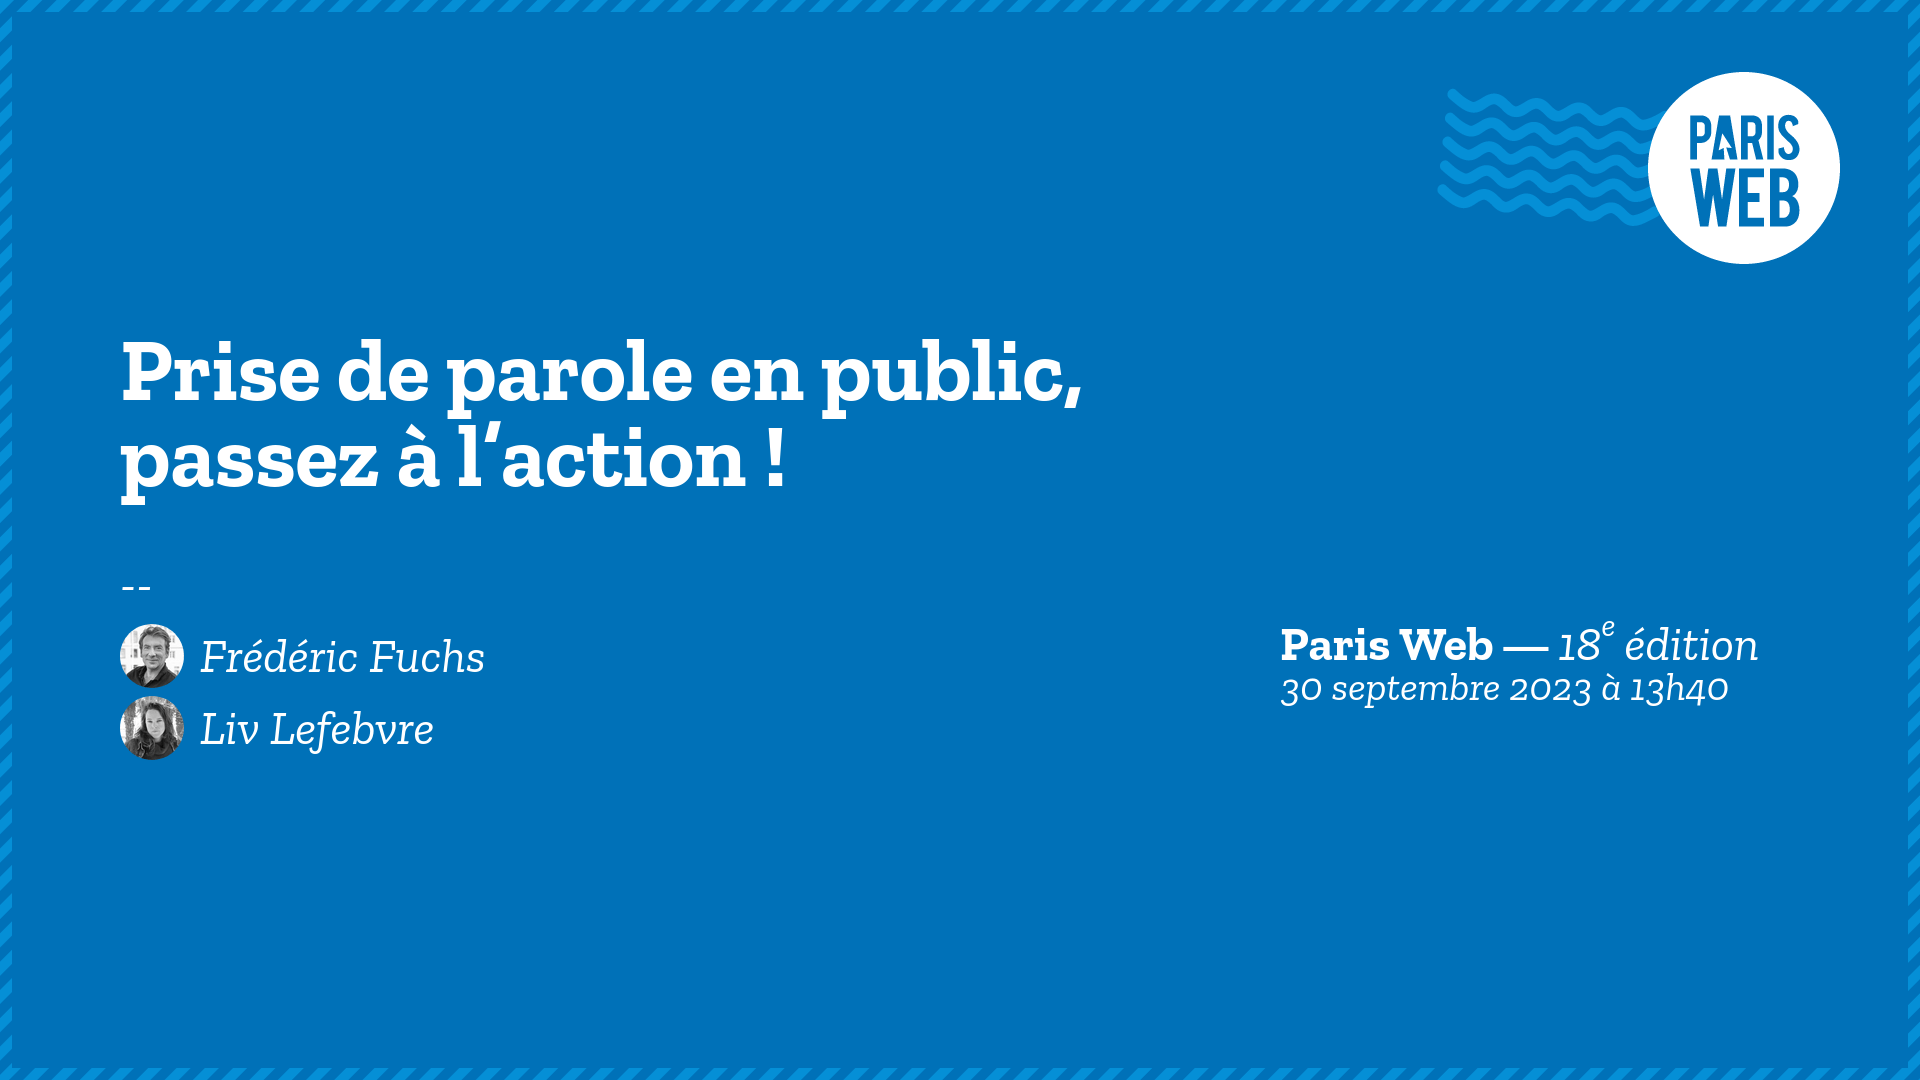 PARIS
WEB
Prise de parole en public,
passez à l’action !
--
Frédéric Fuchs
Liv Lefebvre
Paris Web — 18e édition
30 septembre 2023 à 13h40